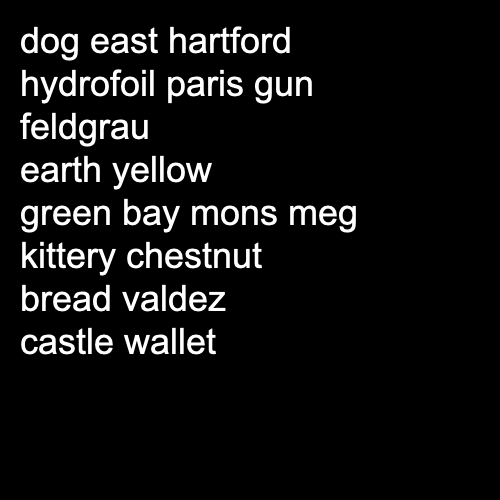 dog east hartford
hydrofoil paris gun
feldgrau
earth yellow
green bay mons meg
kittery chestnut
bread valdez
castle wallet